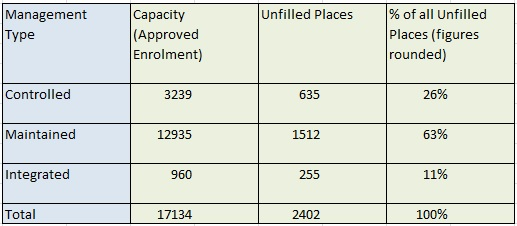 Management Capacity Unfilled Places % of all Unfilled
Type (Approved Places (figures
Enrolment) rounded)
Controlled 3239 635 26%
Maintained 12935 1512 63%
Integrated 960 255 11%
Total 17134 2402 100%